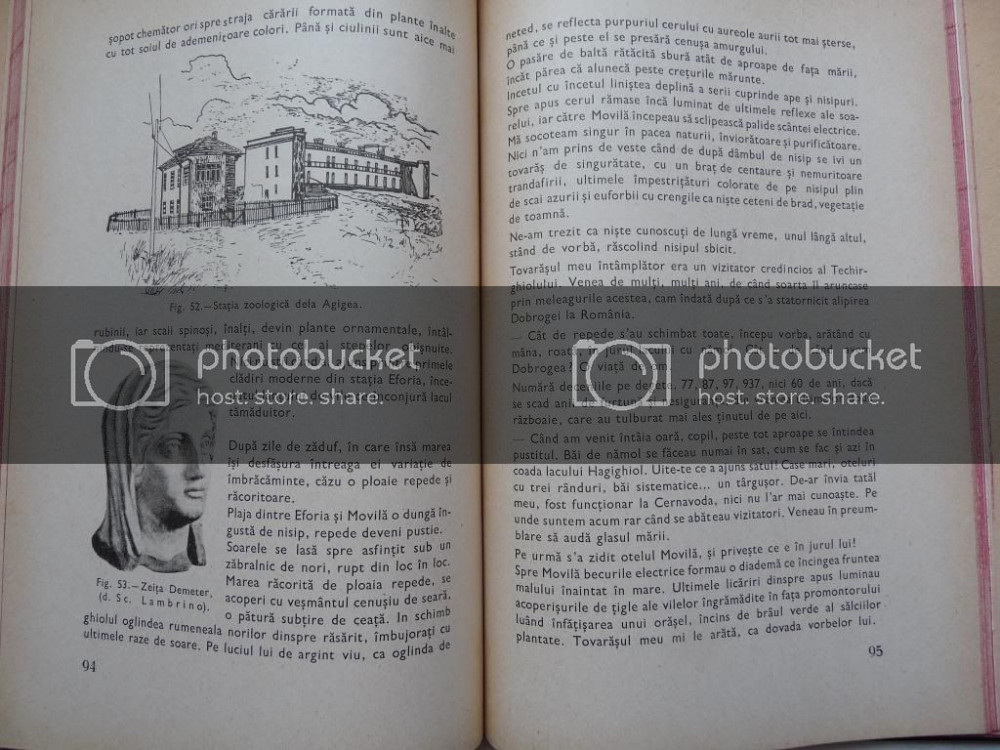 șopot chemător ori spre straja cărării formată din plante înalte
cu tot soiul de ademenitoare colori. Până și ciulinii sunt aice mai
Fig. 52.—Stația zoologică dela Agigea.
rubinii, iar scaii spinoși, înalți, devin plante ornamentale, întâl-
clădiri moderne din stația Eforia, înce-
tămăduitor.
După zile de zăduf, în care însă marea
își desfășura întreaga ei variație de
îmbrăcăminte, căzu o ploaie repede și
răcoritoare.
Plaja dintre Eforia și Movilă o dungă în-
gustă de nisip, repede deveni pustie.
Soarele se lasă spre asfințit sub un
zăbralnic de nori, rupt din loc în loc.
Marea răcorită de ploaia repede, se
acoperi cu veșmântul cenușiu de seară,
o pătură subțire de ceață. In schimb
Fig. 53.—Zeița Demeter,
(d. Sc. Lambrino).
ghiolul oglindea rumeneala norilor dinspre răsărit, îmbujorați cu
ultimele raze de soare. Pe luciul lui de argint viu, ca oglinda de
94
neted, se reflecta purpuriul cerului cu aureole aurii tot mai șterse,
până ce și peste el se presără cenușa amurgului.
O pasăre de baltă rătăcită sbură atât de aproape de fața mării,
încât părea că alunecă peste crețurile mărunte.
Incetul cu încetul liniștea deplină a serii cuprinde ape și nisipuri.
Spre apus cerul rămase încă luminat de ultimele reflexe ale soa-
relui, iar către Movilă începeau să sclipească palide scântei electrice.
Mă socoteam singur în pacea naturii, înviorătoare și purificătoare.
Nici n'am prins de veste când de după dâmbul de nisip se ivi un
tovarăș de singurătate, cu un braț de centaure și nemuritoare
trandafirii, ultimele împestrițături colorate de pe nisipul plin
de scai azurii și euforbii cu crengile ca niște ceteni de brad, vegetație
de toamnă.
Ne-am trezit ca niște cunoscuți de lungă vreme, unul lângă altul,
stând de vorbă, răscolind nisipul sbicit.
Tovarășul meu întâmplător era un vizitator credincios al Techir-
ghiolului. Venea de mulți, mulți ani, de când soarta îl aruncase
prin meleagurile acestea, cam îndată după ce s'a statornicit alipirea
Dobrogei la România.
— Cât de repede s'au schimbat toate, începu vorba, arătând cu
mâna, roată, în jurul
Dobrogea! O viață de om.
Numără deceniile pe degete, 77, 87, 97, 937, nici 60 de ani, dacă
se scad anii de
războaie, care au tulburat mai ales ținutul de pe aici.
— Când am venit întâia oară, copil, peste tot aproape se întindea
pustiul. Băi de nămol se făceau numai în sat, cum se fac și azi în
coada lacului Hagighiol. Uite-te ce a ajuns satul! Case mari, oteluri
cu trei rânduri, băi sistematice... un târgușor. De-ar învia tatăl
meu, fost funcționar la Cernavoda, nici nu l'ar mai cunoaște. Pe
unde suntem acum rar când se abăteau vizitatori. Veneau în preum-
blare să audă glasul mării.
Pe urmă s'a zidit otelul Movilă, și privește ce e în jurul lui!
Spre Movilă becurile electrice formau o diademă ce încingea fruntea
malului înaintat în mare. Ultimele licăriri dinspre apus luminau
acoperișurile de țigle ale vilelor îngrămădite în fața promontorului
luând înfățișarea unui orășel, încins de brâul verde al sălciilor
plantate. Tovarășul meu mi le arătă, ca dovada vorbelor lui.
95
photobucket
host. store. share.
photobucket
host. store. share.